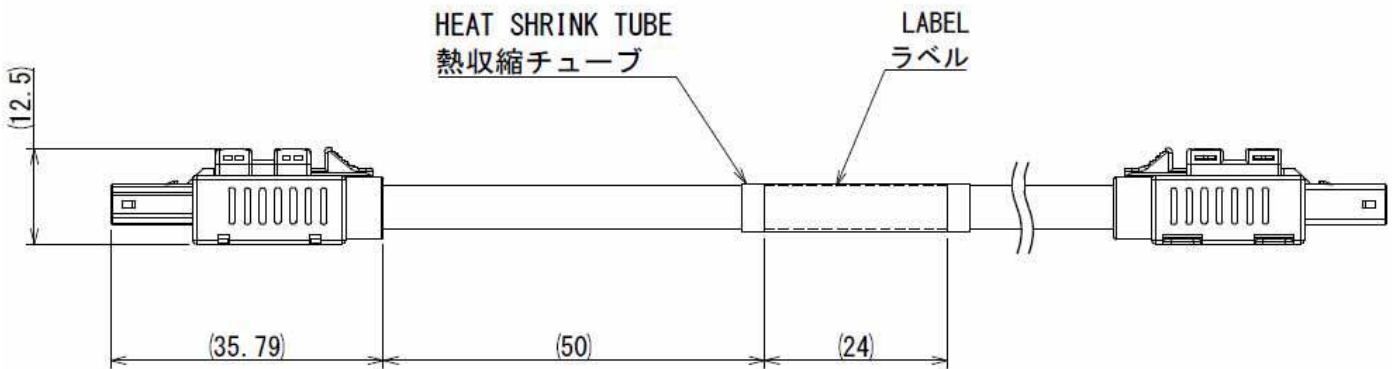 HEAT SHRINK TUBE
熱収縮チューブ
LABEL
ラベル
(12.5)
(35.79)
(50)
(24)